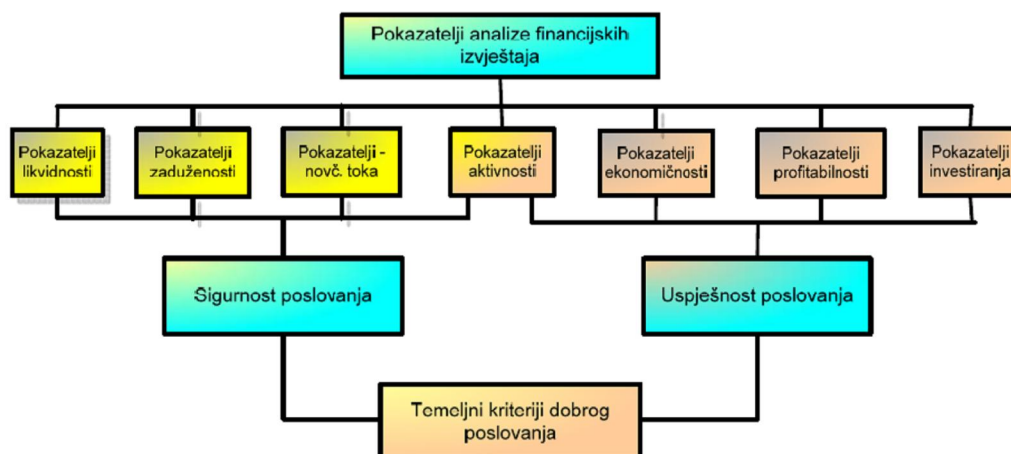 Pokazatelji analize financijskih
izvještaja
Pokazatelji
likvidnosti
Pokazatelji
zaduženosti
Pokazatelji -
novč. toka
Pokazatelji
aktivnosti
Pokazatelji
ekonomičnosti
Pokazatelji
profitabilnosti
Pokazatelji
investiranja
Sigurnost poslovanja
Uspješnost poslovanja
Temeljni kriteriji dobrog
poslovanja